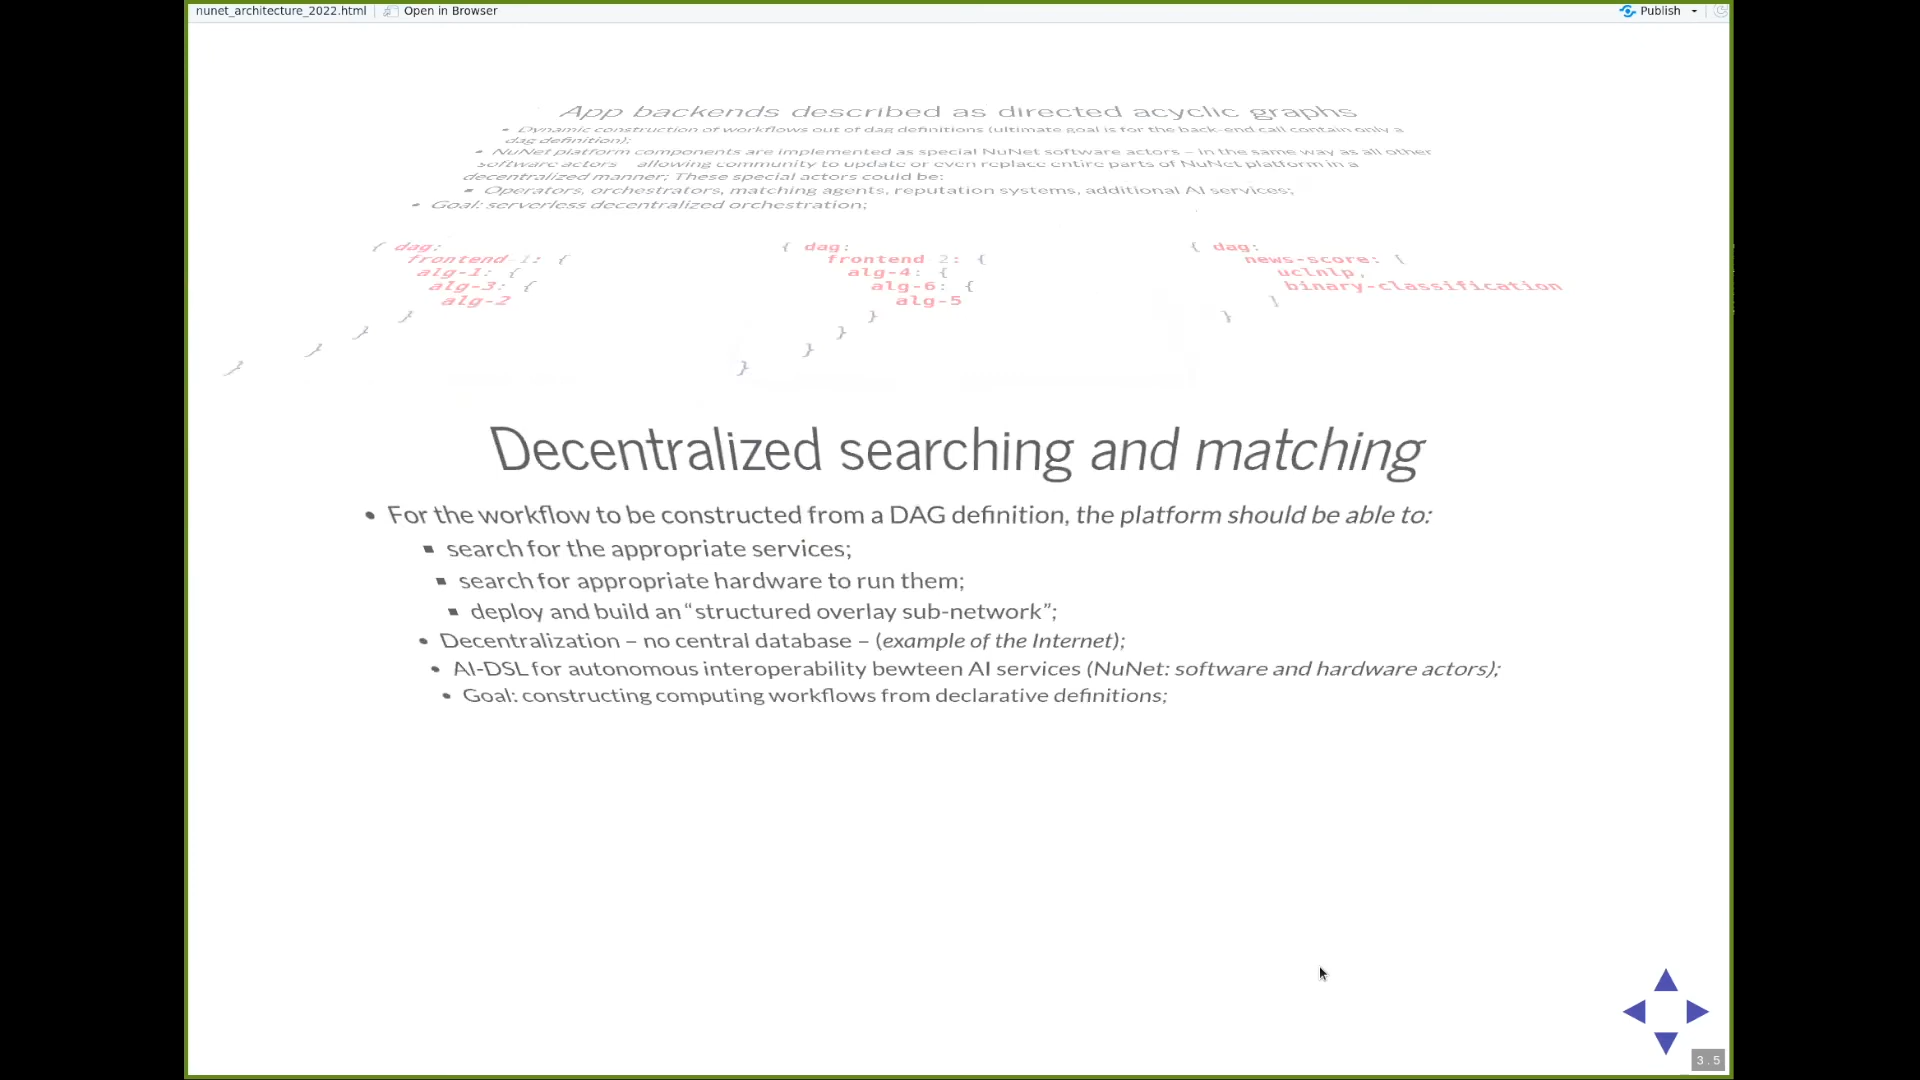 nunet_architecture_2022.html
Open in Browser
Publish
App backends described as directed acyclic graphs
• Dynamic construction of workflows out of dag definitions (ultimate goal is for the back-end call contain only a
dag definition);
• NuNet platform components are implemented as special NuNet software actors – in the same way as all other
software actors – allowing community to update or even replace entire parts of NuNet platform in a
decentralized manner; These special actors could be:
▪ Operators, orchestrators, matching agents, reputation systems, additional AI services;
• Goal: serverless decentralized orchestration;
{ dag:
frontend-1: {
alg-1: {
alg-3: {
alg-2
}
}
}
}
{ dag:
frontend-2: {
alg-4: {
alg-6: {
alg-5
}
}
}
}
{ dag:
news-score: [
uclnlp,
binary-classification
]
}
Decentralized searching and matching
• For the workflow to be constructed from a DAG definition, the platform should be able to:
▪ search for the appropriate services;
▪ search for appropriate hardware to run them;
▪ deploy and build an “structured overlay sub-network”;
• Decentralization – no central database – (example of the Internet);
• AI-DSL for autonomous interoperability bewteen AI services (NuNet: software and hardware actors);
• Goal: constructing computing workflows from declarative definitions;
3.5